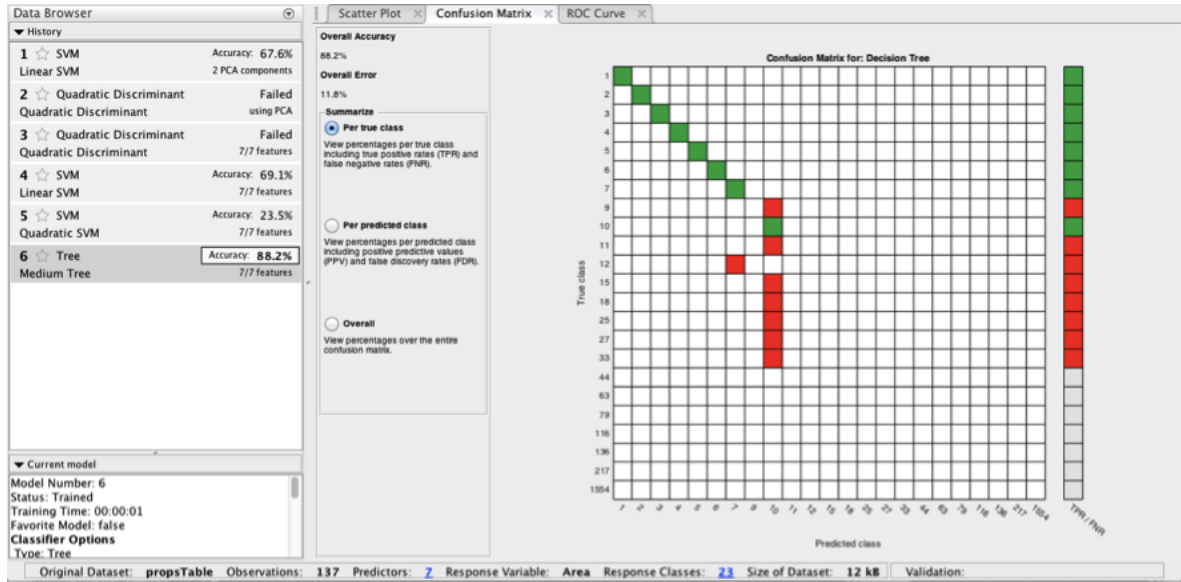 Data Browser
▼ History
1 ☆ SVM Accuracy: 67.6%
Linear SVM 2 PCA components
2 ☆ Quadratic Discriminant Failed
Quadratic Discriminant using PCA
3 ☆ Quadratic Discriminant Failed
Quadratic Discriminant 7/7 features
4 ☆ SVM Accuracy: 69.1%
Linear SVM 7/7 features
5 ☆ SVM Accuracy: 23.5%
Quadratic SVM 7/7 features
6 ☆ Tree Accuracy: 88.2%
Medium Tree 7/7 features
▼ Current model
Model Number: 6
Status: Trained
Training Time: 00:00:01
Favorite Model: false
Classifier Options
Type: Tree
Scatter Plot Confusion Matrix ROC Curve
Overall Accuracy
88.2%
Overall Error
11.8%
Summarize
Per true class
View percentages per true class
including true positive rates (TPR) and
false negative rates (FNR).
Per predicted class
View percentages per predicted class
including positive predictive values
(PPV) and false discovery rates (FDR).
Overall
View percentages over the entire
confusion matrix.
Confusion Matrix for: Decision Tree
True class
1
2
3
4
5
6
7
9
10
11
12
15
18
25
27
33
44
63
79
116
136
217
1554
1 2 3 4 5 6 7 9 10 11 12 15 18 25 27 33 44 63 79 116 136 217 1554 TPR / FNR
Predicted class
Original Dataset: propsTable Observations: 137 Predictors: 7 Response Variable: Area Response Classes: 23 Size of Dataset: 12 kB Validation: